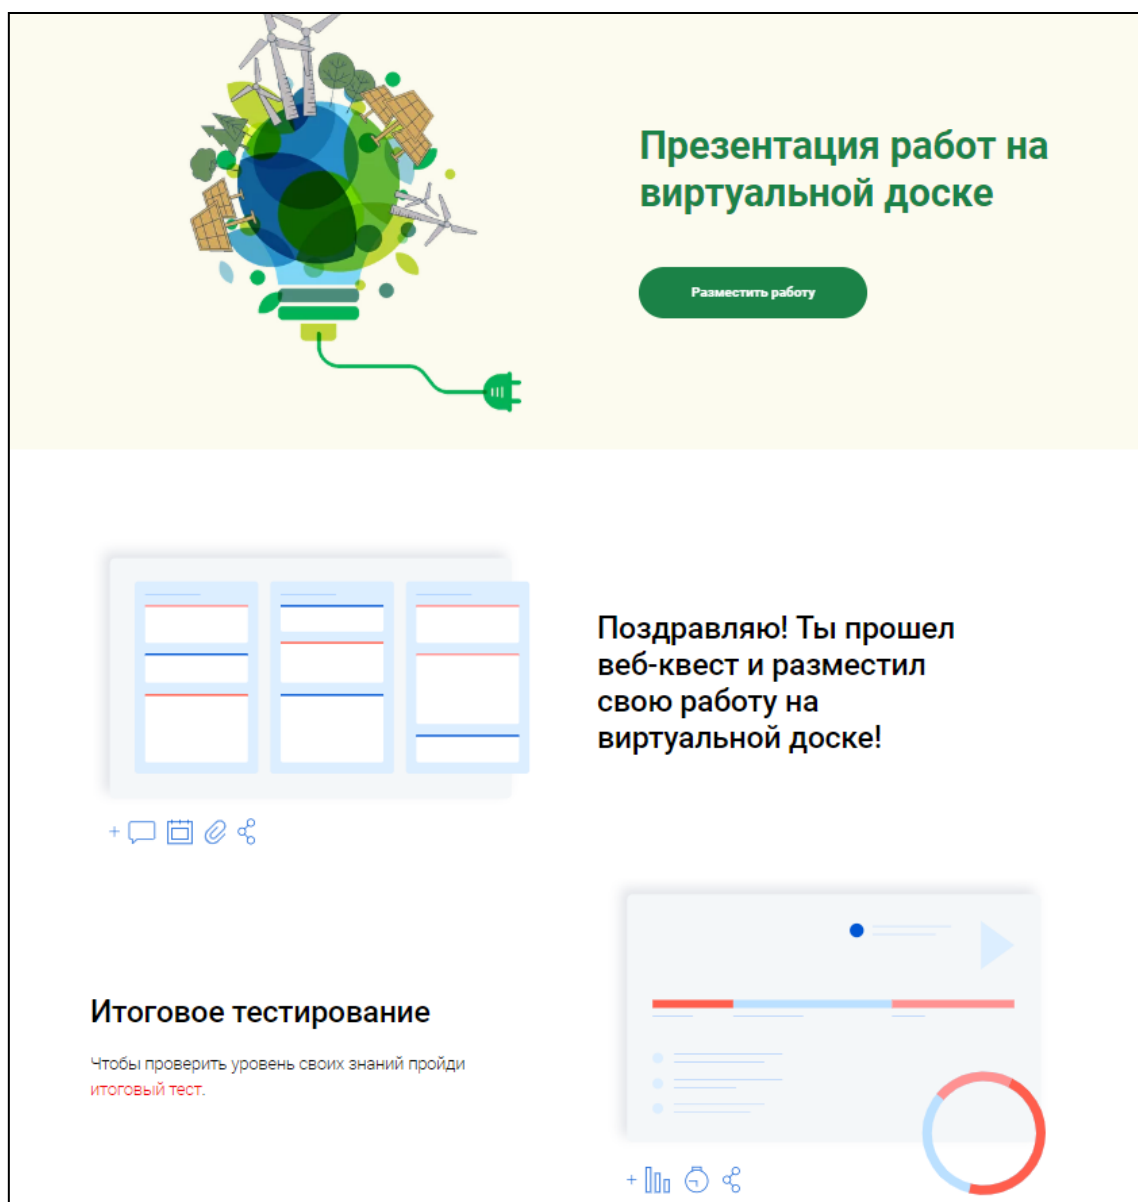 Презентация работ на
виртуальной доске
Разместить работу
Поздравляю! Ты прошел
веб-квест и разместил
свою работу на
виртуальной доске!
Итоговое тестирование
Чтобы проверить уровень своих знаний пройди
итоговый тест.